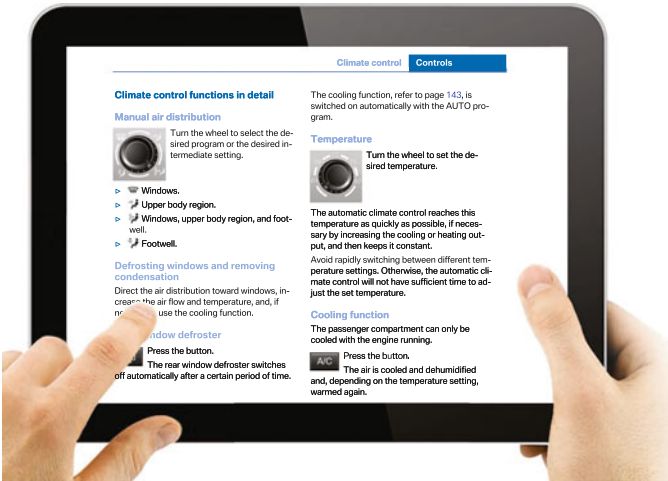 Climate control Controls
Climate control functions in detail
Manual air distribution
Turn the wheel to select the de-
sired program or the desired in-
termediate setting.
Windows.
Upper body region.
Windows, upper body region, and foot-
well.
Footwell.
Defrosting windows and removing
condensation
Direct the air distribution toward windows, in-
crease the air flow and temperature, and, if
use the cooling function.
window defroster
Press the button.
The rear window defroster switches
off automatically after a certain period of time.
The cooling function, refer to page 143, is
switched on automatically with the AUTO pro-
gram.
Temperature
Turn the wheel to set the de-
sired temperature.
The automatic climate control reaches this
temperature as quickly as possible, if neces-
sary by increasing the cooling or heating out-
put, and then keeps it constant.
Avoid rapidly switching between different tem-
perature settings. Otherwise, the automatic cli-
mate control will not have sufficient time to ad-
just the set temperature.
Cooling function
The passenger compartment can only be
cooled with the engine running.
A/C Press the button.
The air is cooled and dehumidified
and, depending on the temperature setting,
warmed again.